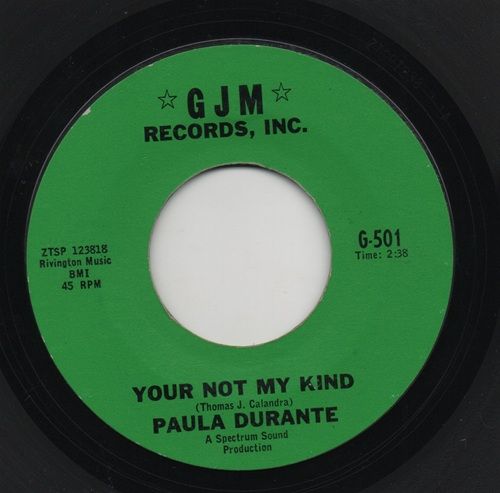 ☆ GJM ☆
RECORDS, INC.
ZTSP 123818
Rivington Music
BMI
45 RPM
G-501
Time: 2:38
YOUR NOT MY KIND
(Thomas J. Calandra)
PAULA DURANTE
A Spectrum Sound
Production